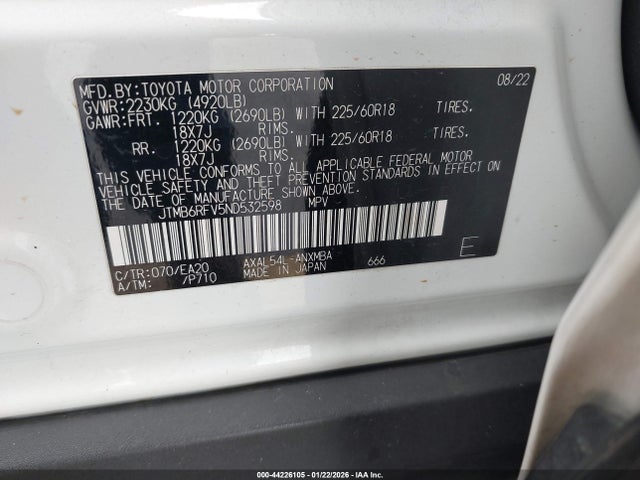 MFD.BY:TOYOTA MOTOR CORPORATION 08/22
GVWR:2230KG (4920LB)
GAWR:FRT. 1220KG (2690LB) WITH 225/60R18 TIRES.
18X7J RIMS.
RR. 1220KG (2690LB) WITH 225/60R18 TIRES.
18X7J RIMS.
THIS VEHICLE CONFORMS TO ALL APPLICABLE FEDERAL MOTOR
VEHICLE SAFETY AND THEFT PREVENTION STANDARDS IN EFFECT ON
THE DATE OF MANUFACTURE SHOWN ABOVE.
JTMB6RFV5ND532598 MPV
C/TR:070/EA20 AXAL54L-ANXMBA 666 E
A/TM: /P710 MADE IN JAPAN
000-44226105 - 01/22/2026 - IAAI.com